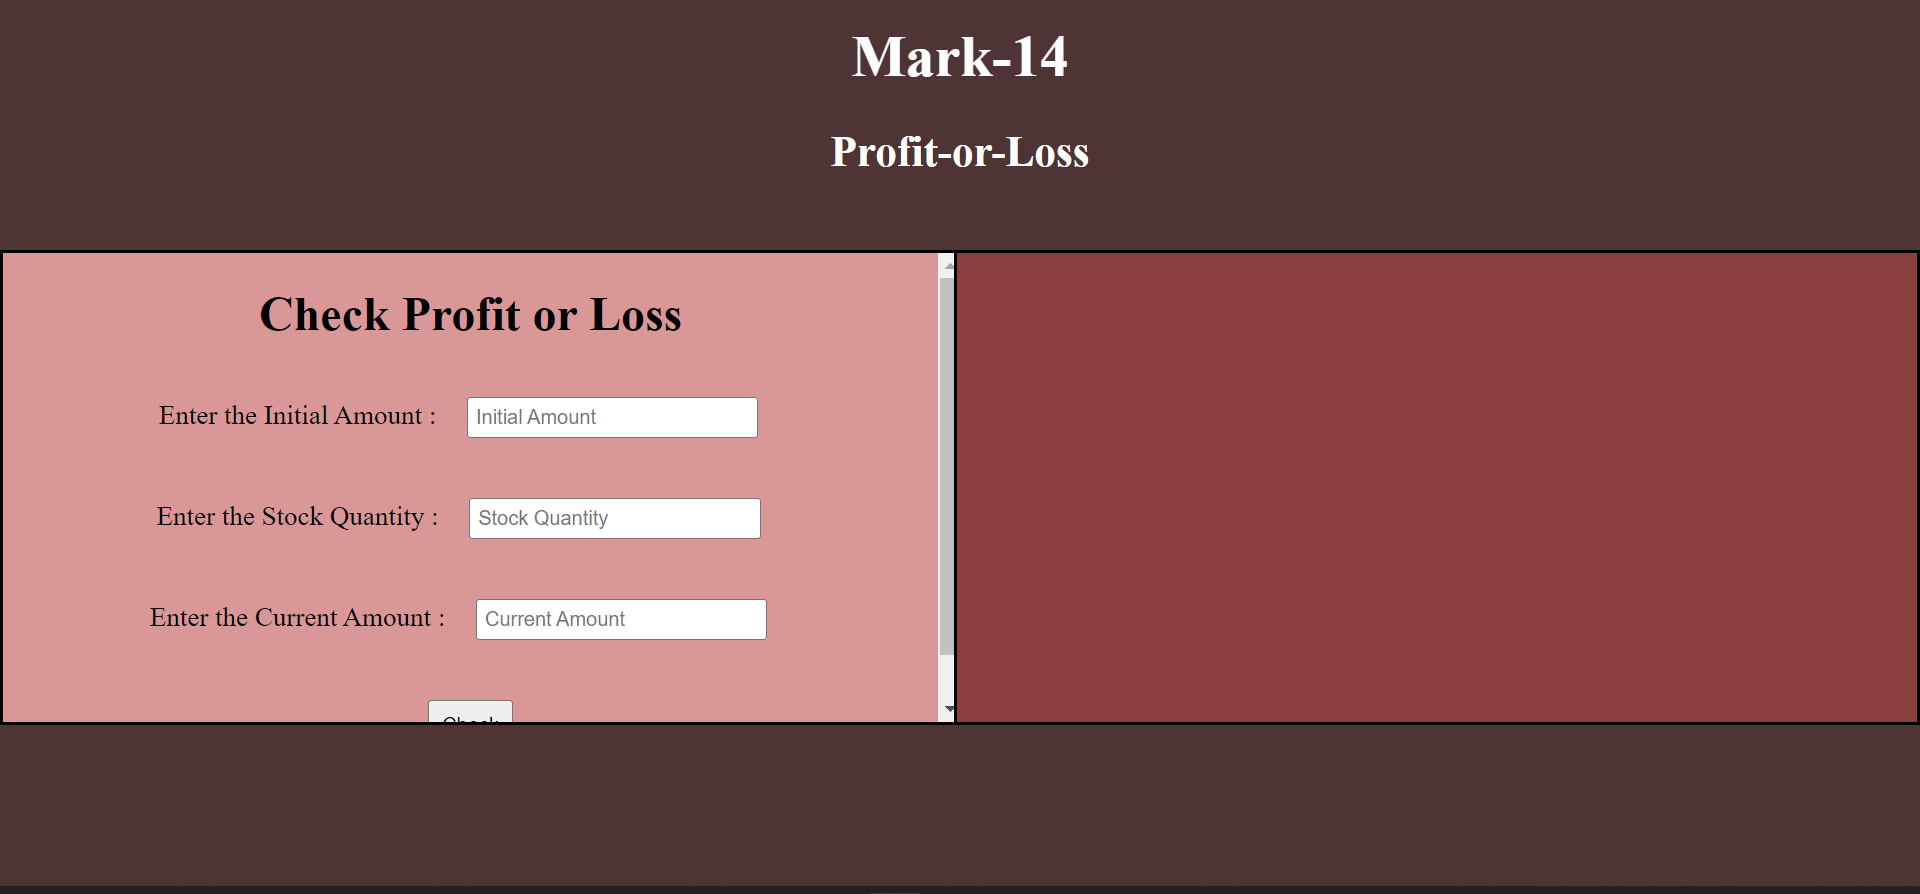 Mark-14
Profit-or-Loss
Check Profit or Loss
Enter the Initial Amount : Initial Amount
Enter the Stock Quantity : Stock Quantity
Enter the Current Amount : Current Amount
Check